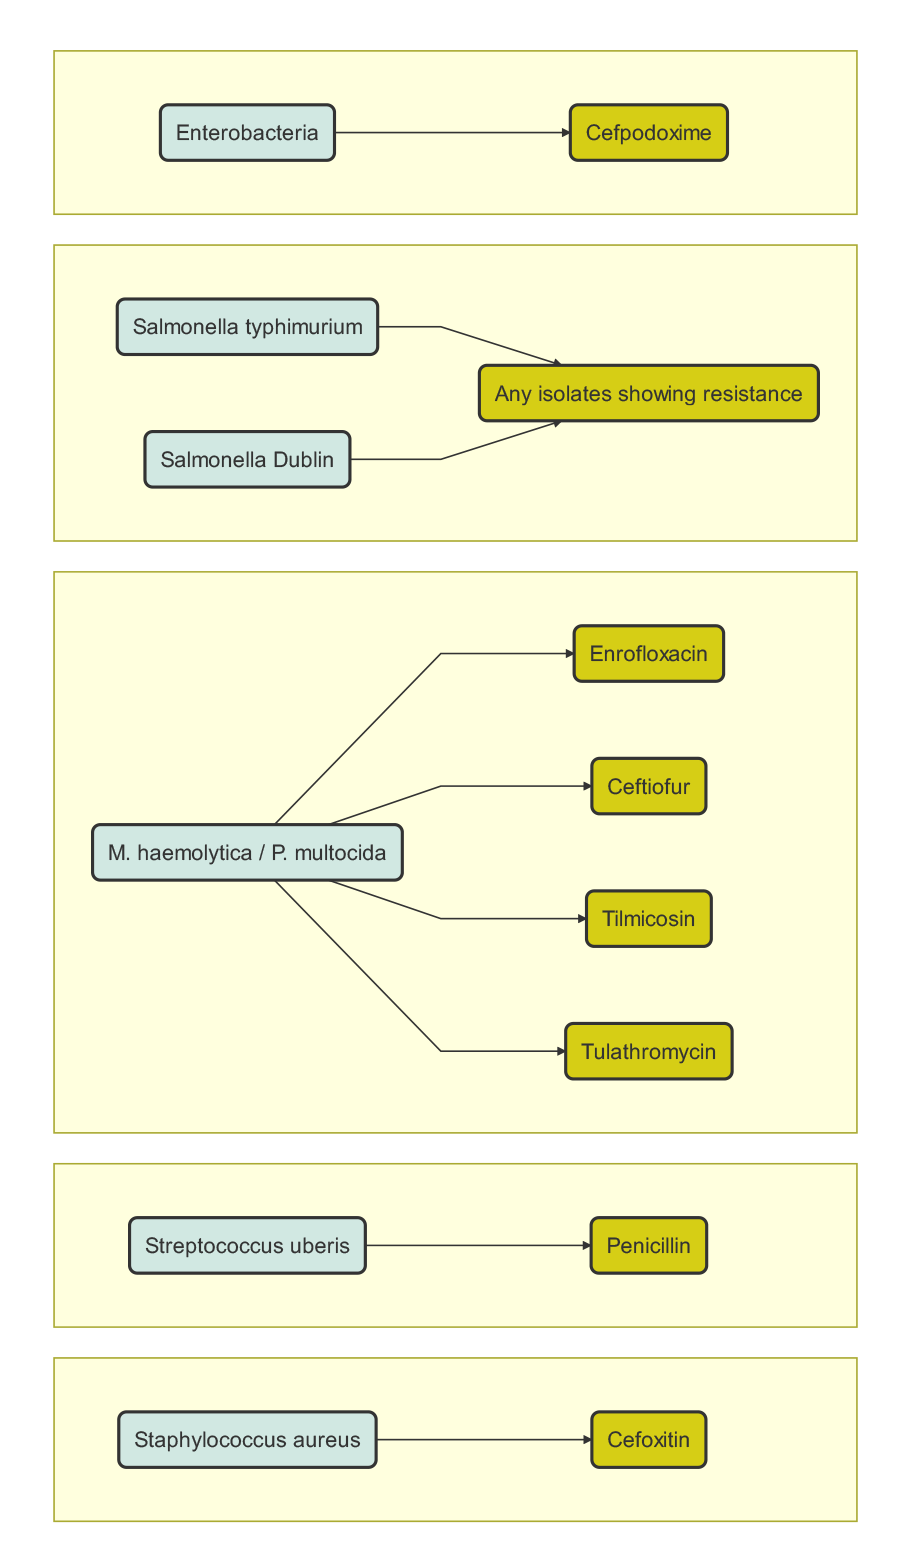 Enterobacteria
Cefpodoxime
Salmonella typhimurium
Any isolates showing resistance
Salmonella Dublin
Enrofloxacin
Ceftiofur
M. haemolytica / P. multocida
Tilmicosin
Tulathromycin
Streptococcus uberis
Penicillin
Staphylococcus aureus
Cefoxitin